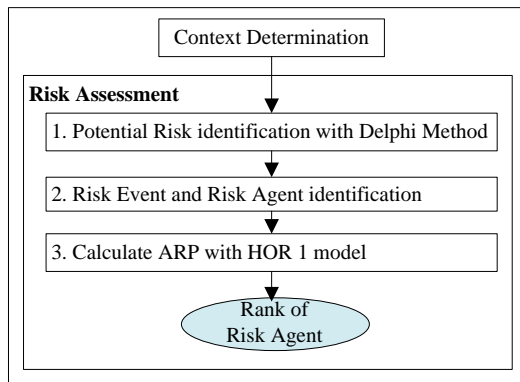 Context Determination
Risk Assessment
1. Potential Risk identification with Delphi Method
2. Risk Event and Risk Agent identification
3. Calculate ARP with HOR 1 model
Rank of
Risk Agent